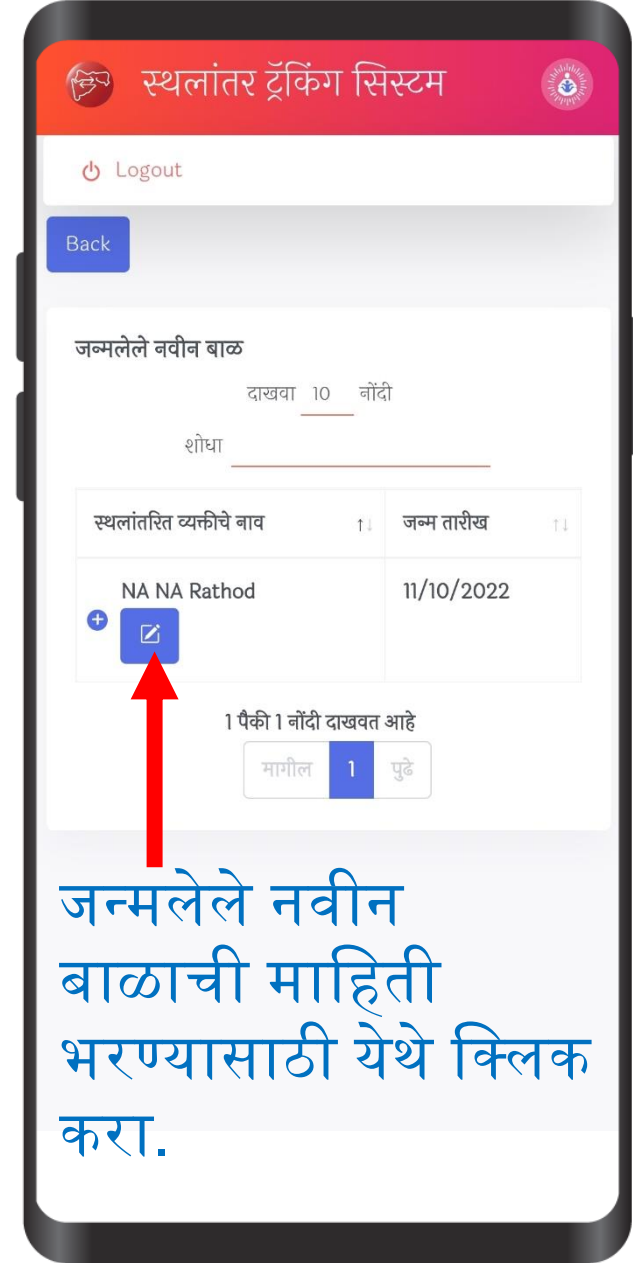 स्थलांतर ट्रॅकिंग सिस्टम
Logout
Back
जन्मलेले नवीन बाळ
दाखवा 10 नोंदी
शोधा
स्थलांतरित व्यक्तीचे नाव जन्म तारीख
NA NA Rathod 11/10/2022
1 पैकी 1 नोंदी दाखवत आहे
मागील 1 पुढे
जन्मलेले नवीन
बाळाची माहिती
भरण्यासाठी येथे क्लिक
करा.